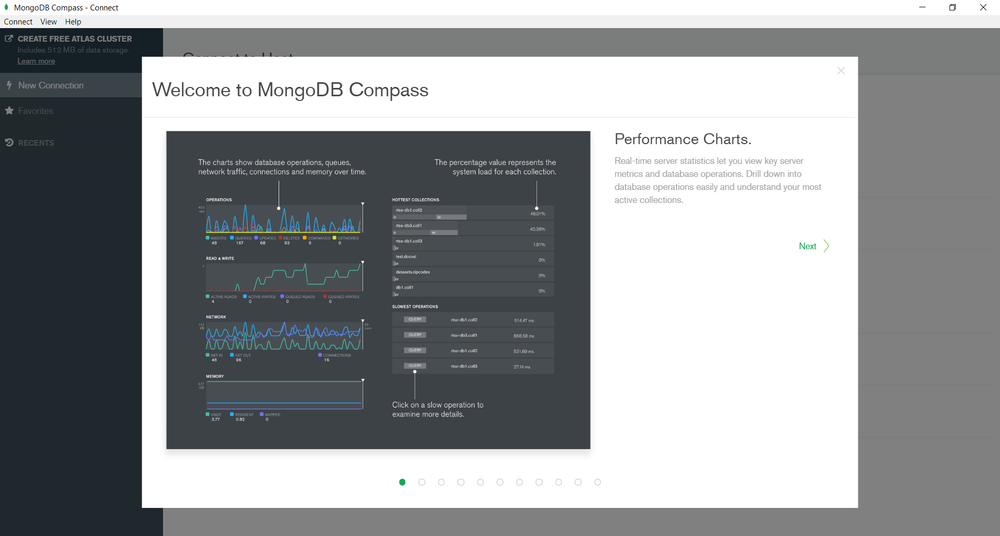 MongoDB Compass - Connect
Connect View Help
CREATE FREE ATLAS CLUSTER
Includes 512 MB of data storage.
Learn more
New Connection
Favorites
RECENTS
Connect to Host
Welcome to MongoDB Compass
The charts show database operations, queues,
network traffic, connections and memory over time.
The percentage value represents the
system load for each collection.
OPERATIONS
403
ops
INSERTS QUERIES UPDATES DELETES COMMANDS GETMORES
48 167 68 93 6 0
READ & WRITE
4
ACTIVE READS ACTIVE WRITES QUEUED READS QUEUED WRITES
4 0 0 0
NETWORK
124
KB
20
conn
NET IN NET OUT CONNECTIONS
46 96 16
MEMORY
3.77
GB
VSIZE RESIDENT MAPPED
3.77 0.82 0
HOTTEST COLLECTIONS
rtss-db1.coll2 46.01%
R W
rtss-db3.coll1 40.36%
R W
rtss-db1.coll3 1.81%
W
test.docval 0%
W
datasets.zipcodes 0%
W
db1.coll1 0%
W
SLOWEST OPERATIONS
QUERY rtss-db1.coll2 1114.47 ms
QUERY rtss-db3.coll1 868.58 ms
QUERY rtss-db1.coll2 531.69 ms
QUERY rtss-db1.coll3 27.14 ms
Click on a slow operation to
examine more details.
Performance Charts.
Real-time server statistics let you view key server
metrics and database operations. Drill down into
database operations easily and understand your most
active collections.
Next